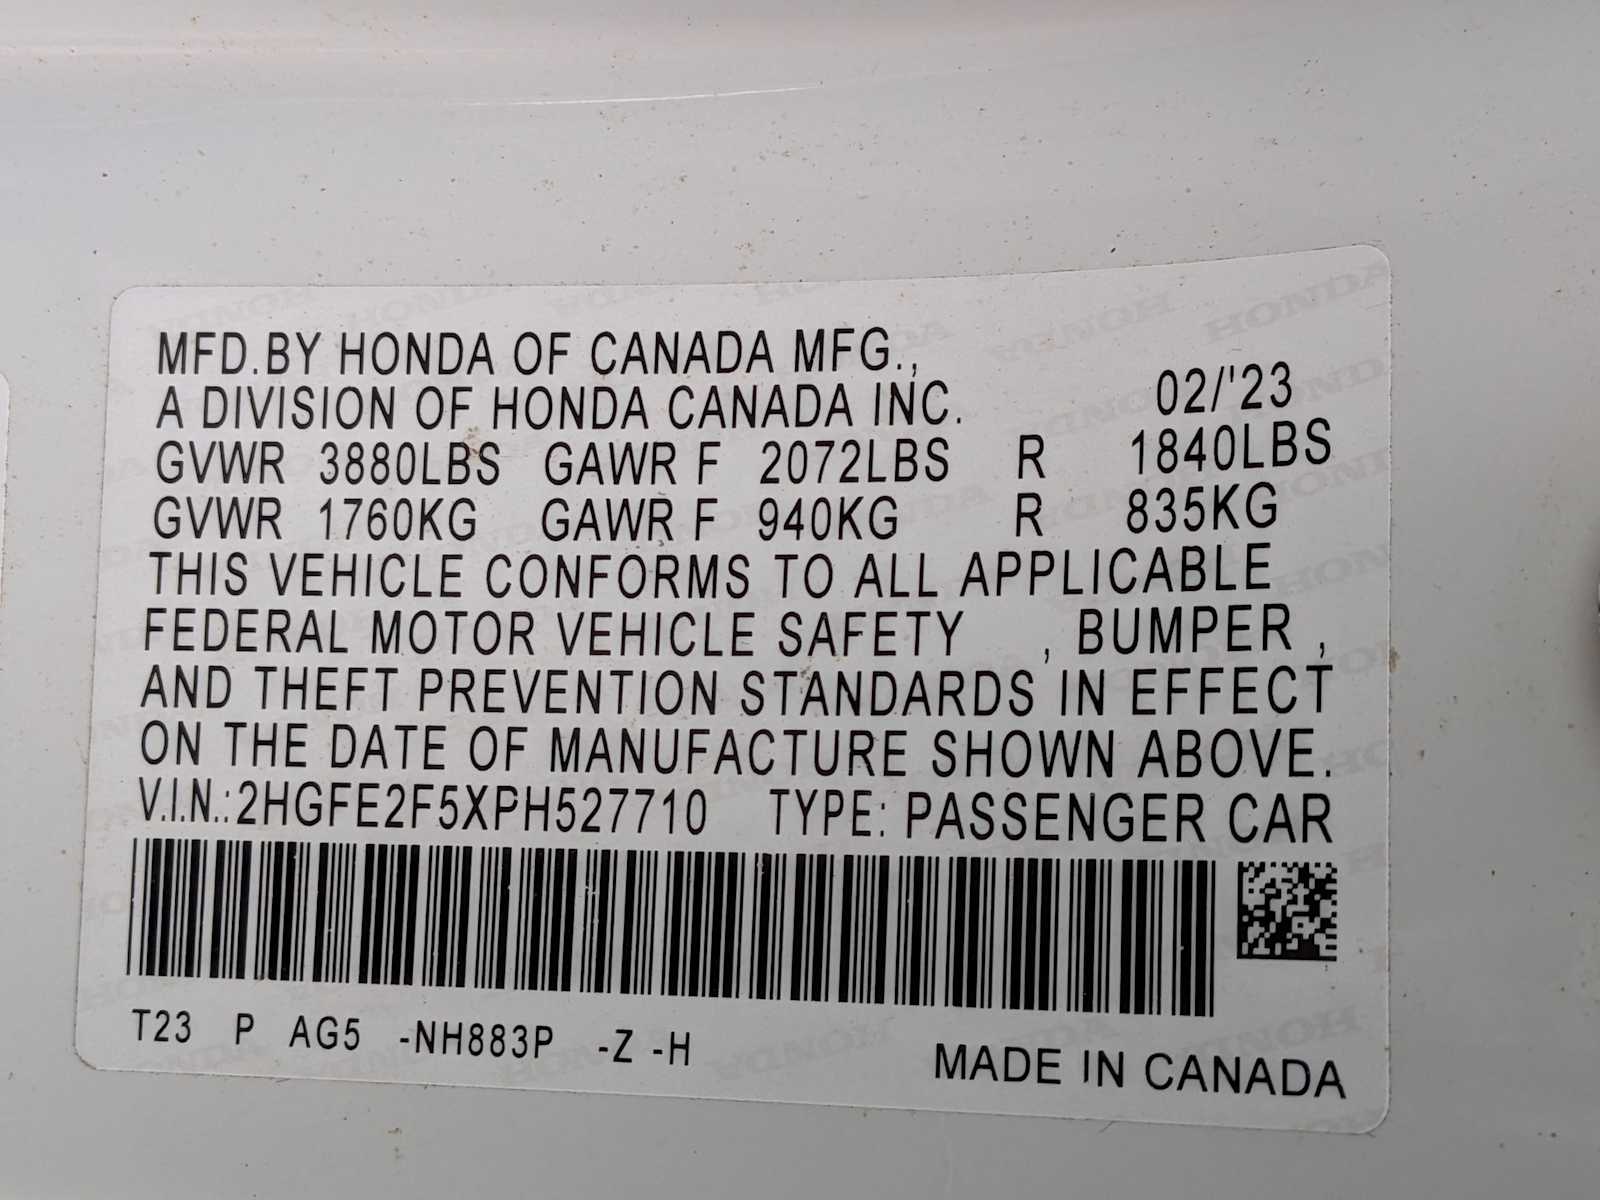 MFD.BY HONDA OF CANADA MFG.,
A DIVISION OF HONDA CANADA INC. 02/'23
GVWR 3880LBS GAWR F 2072LBS R 1840LBS
GVWR 1760KG GAWR F 940KG R 835KG
THIS VEHICLE CONFORMS TO ALL APPLICABLE
FEDERAL MOTOR VEHICLE SAFETY , BUMPER ,
AND THEFT PREVENTION STANDARDS IN EFFECT
ON THE DATE OF MANUFACTURE SHOWN ABOVE.
V.I.N.: 2HGFE2F5XPH527710 TYPE: PASSENGER CAR
T23 P AG5 -NH883P -Z -H
MADE IN CANADA